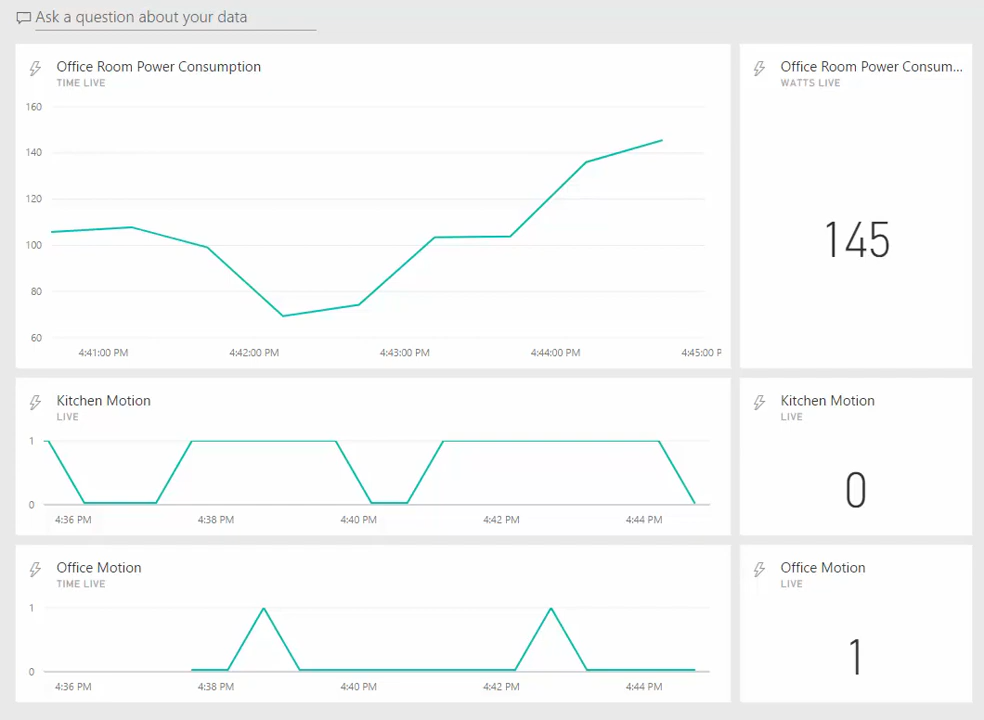 Ask a question about your data
Office Room Power Consumption
TIME LIVE
160
140
120
100
80
60
4:41:00 PM 4:42:00 PM 4:43:00 PM 4:44:00 PM 4:45:00 P
Office Room Power Consum...
WATTS LIVE
145
Kitchen Motion
LIVE
1
0
4:36 PM 4:38 PM 4:40 PM 4:42 PM 4:44 PM
Kitchen Motion
LIVE
0
Office Motion
TIME LIVE
1
0
4:36 PM 4:38 PM 4:40 PM 4:42 PM 4:44 PM
Office Motion
LIVE
1